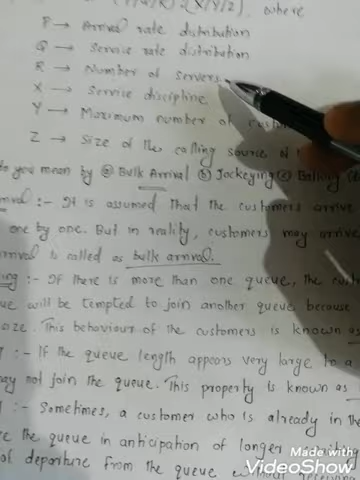 (P/Q/R):(X/Y/Z), where
P → Arrival rate distribution
Q → Service rate distribution
R → Number of servers
X → Service discipline
Y → Maximum number of
Z → Size of the calling source of
do you mean by @ Bulk Arrival ⓑ Jockeying ⓒ
:- It is assumed that the customers arrive
one by one. But in reality, customers may arrive
is called as bulk arrival.
:- If there is more than one queue, the
will be tempted to join another queue because
size. This behaviour of the customers is known as
:- If the queue length appears very large to a
may not join the queue. This property is known as
:- Sometimes, a customer who is already in the
the queue in anticipation of longer waiting
of departure from the queue without
Made with
VideoShow